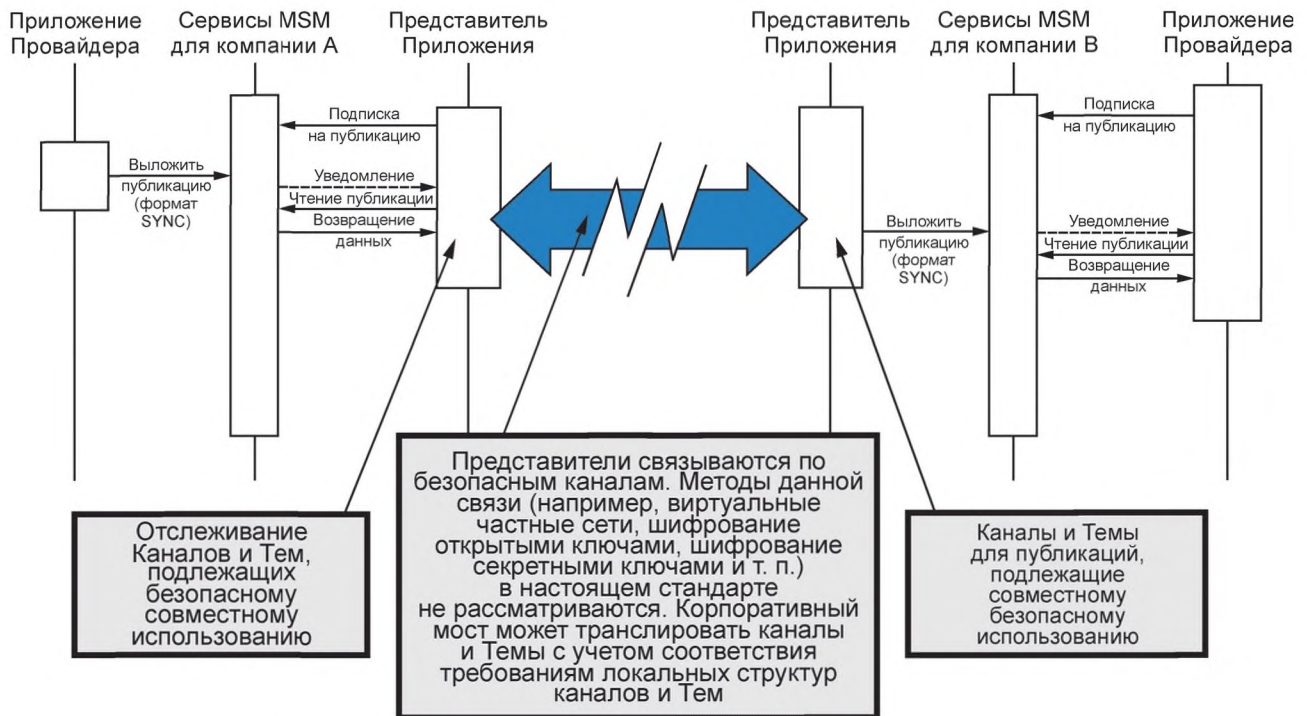 Приложение
Провайдера
Сервисы MSM
для компании А
Представитель
Приложения
Представитель
Приложения
Сервисы MSM
для компании В
Приложение
Провайдера
Подписка
на публикацию
Выложить
публикацию
(формат
SYNC)
Уведомление
Чтение публикации
Возвращение
данных
Подписка
на публикацию
Выложить
публикацию
(формат
SYNC)
Уведомление
Чтение публикации
Возвращение
данных
Отслеживание
Каналов и Тем,
подлежащих
безопасному
совместному
использованию
Представители связываются по
безопасным каналам. Методы данной
связи (например, виртуальные
частные сети, шифрование
открытыми ключами, шифрование
секретными ключами и т. п.)
в настоящем стандарте
не рассматриваются. Корпоративный
мост может транслировать каналы
и Темы с учетом соответствия
требованиям локальных структур
каналов и Тем
Каналы и Темы
для публикаций,
подлежащие
совместному
безопасному
использованию